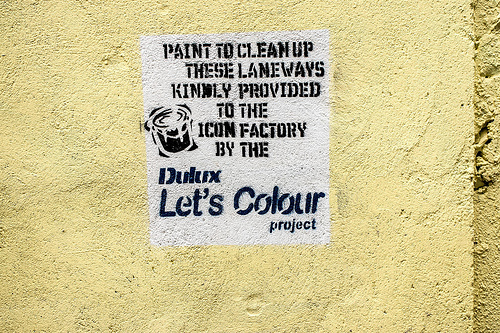 PAINT TO CLEAN UP
THESE LANEWAYS
KINDLY PROVIDED
TO THE
ICON FACTORY
BY THE
Dulux
Let's Colour
project